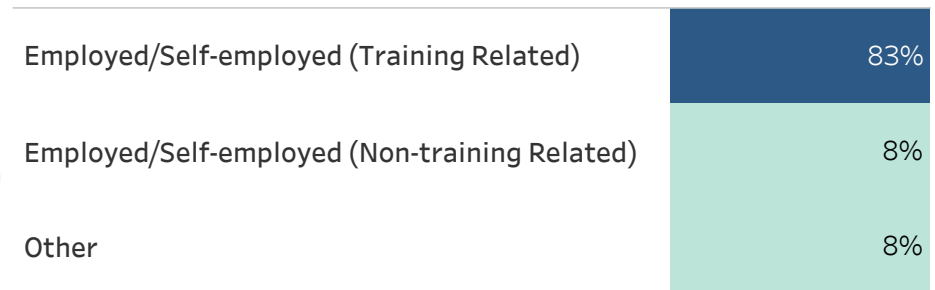 Employed/Self-employed (Training Related) 83%
Employed/Self-employed (Non-training Related) 8%
Other 8%